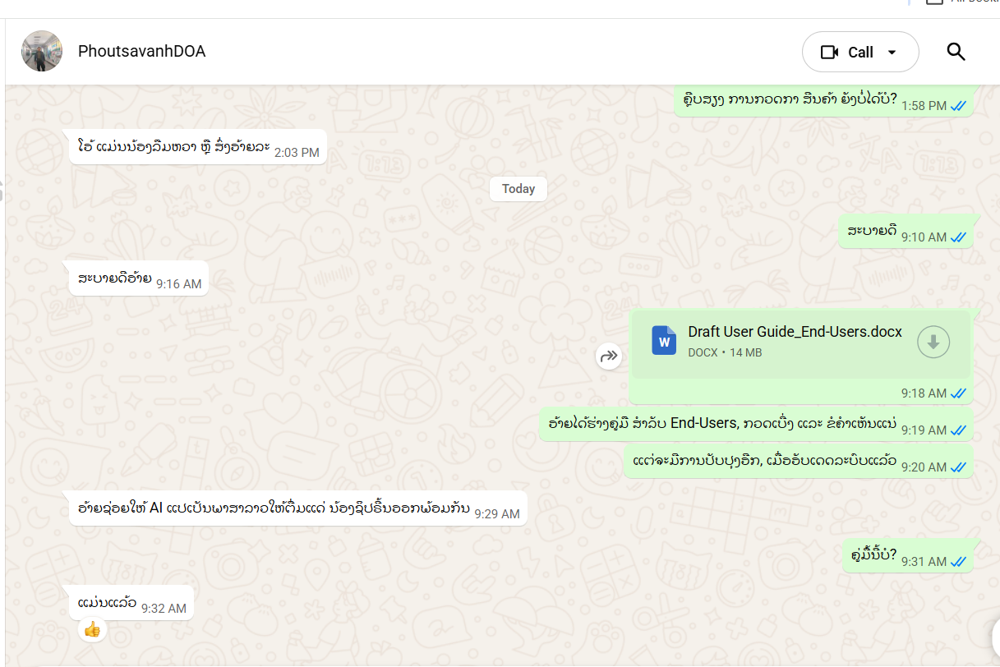 PhoutsavanhDOA
Call
ຄຼິບສຽງ ການກວດກາ ສິນຄ້າ ຍັງບໍ່ໄດ້ບໍ? 1:58 PM
ໂອ້ ແມ່ນນ້ອງລືມຫວາ ຫຼື ສົ່ງອ້າຍລະ 2:03 PM
Today
ສະບາຍດີ 9:10 AM
ສະບາຍດີອ້າຍ 9:16 AM
W
Draft User Guide_End-Users.docx
DOCX • 14 MB
9:18 AM
ອ້າຍໄດ້ຮ່າງຄູ່ມື ສຳລັບ End-Users, ກວດເບິ່ງ ແລະ ຂໍຄຳເຫັນແນ່ 9:19 AM
ແຕ່ຈະມີການປັບປຸງອີກ, ເມື່ອອັບເດດລະບົບແລ້ວ 9:20 AM
ອ້າຍຊ່ອຍໃຫ້ AI ແປເປັນພາສາລາວໃຫ້ຕື່ມແດ່ ນ້ອງຊິປຣິ້ນອອກພ້ອມກັນ 9:29 AM
ຄູ່ມື້ນີ້ບໍ? 9:31 AM
ແມ່ນແລ້ວ 9:32 AM